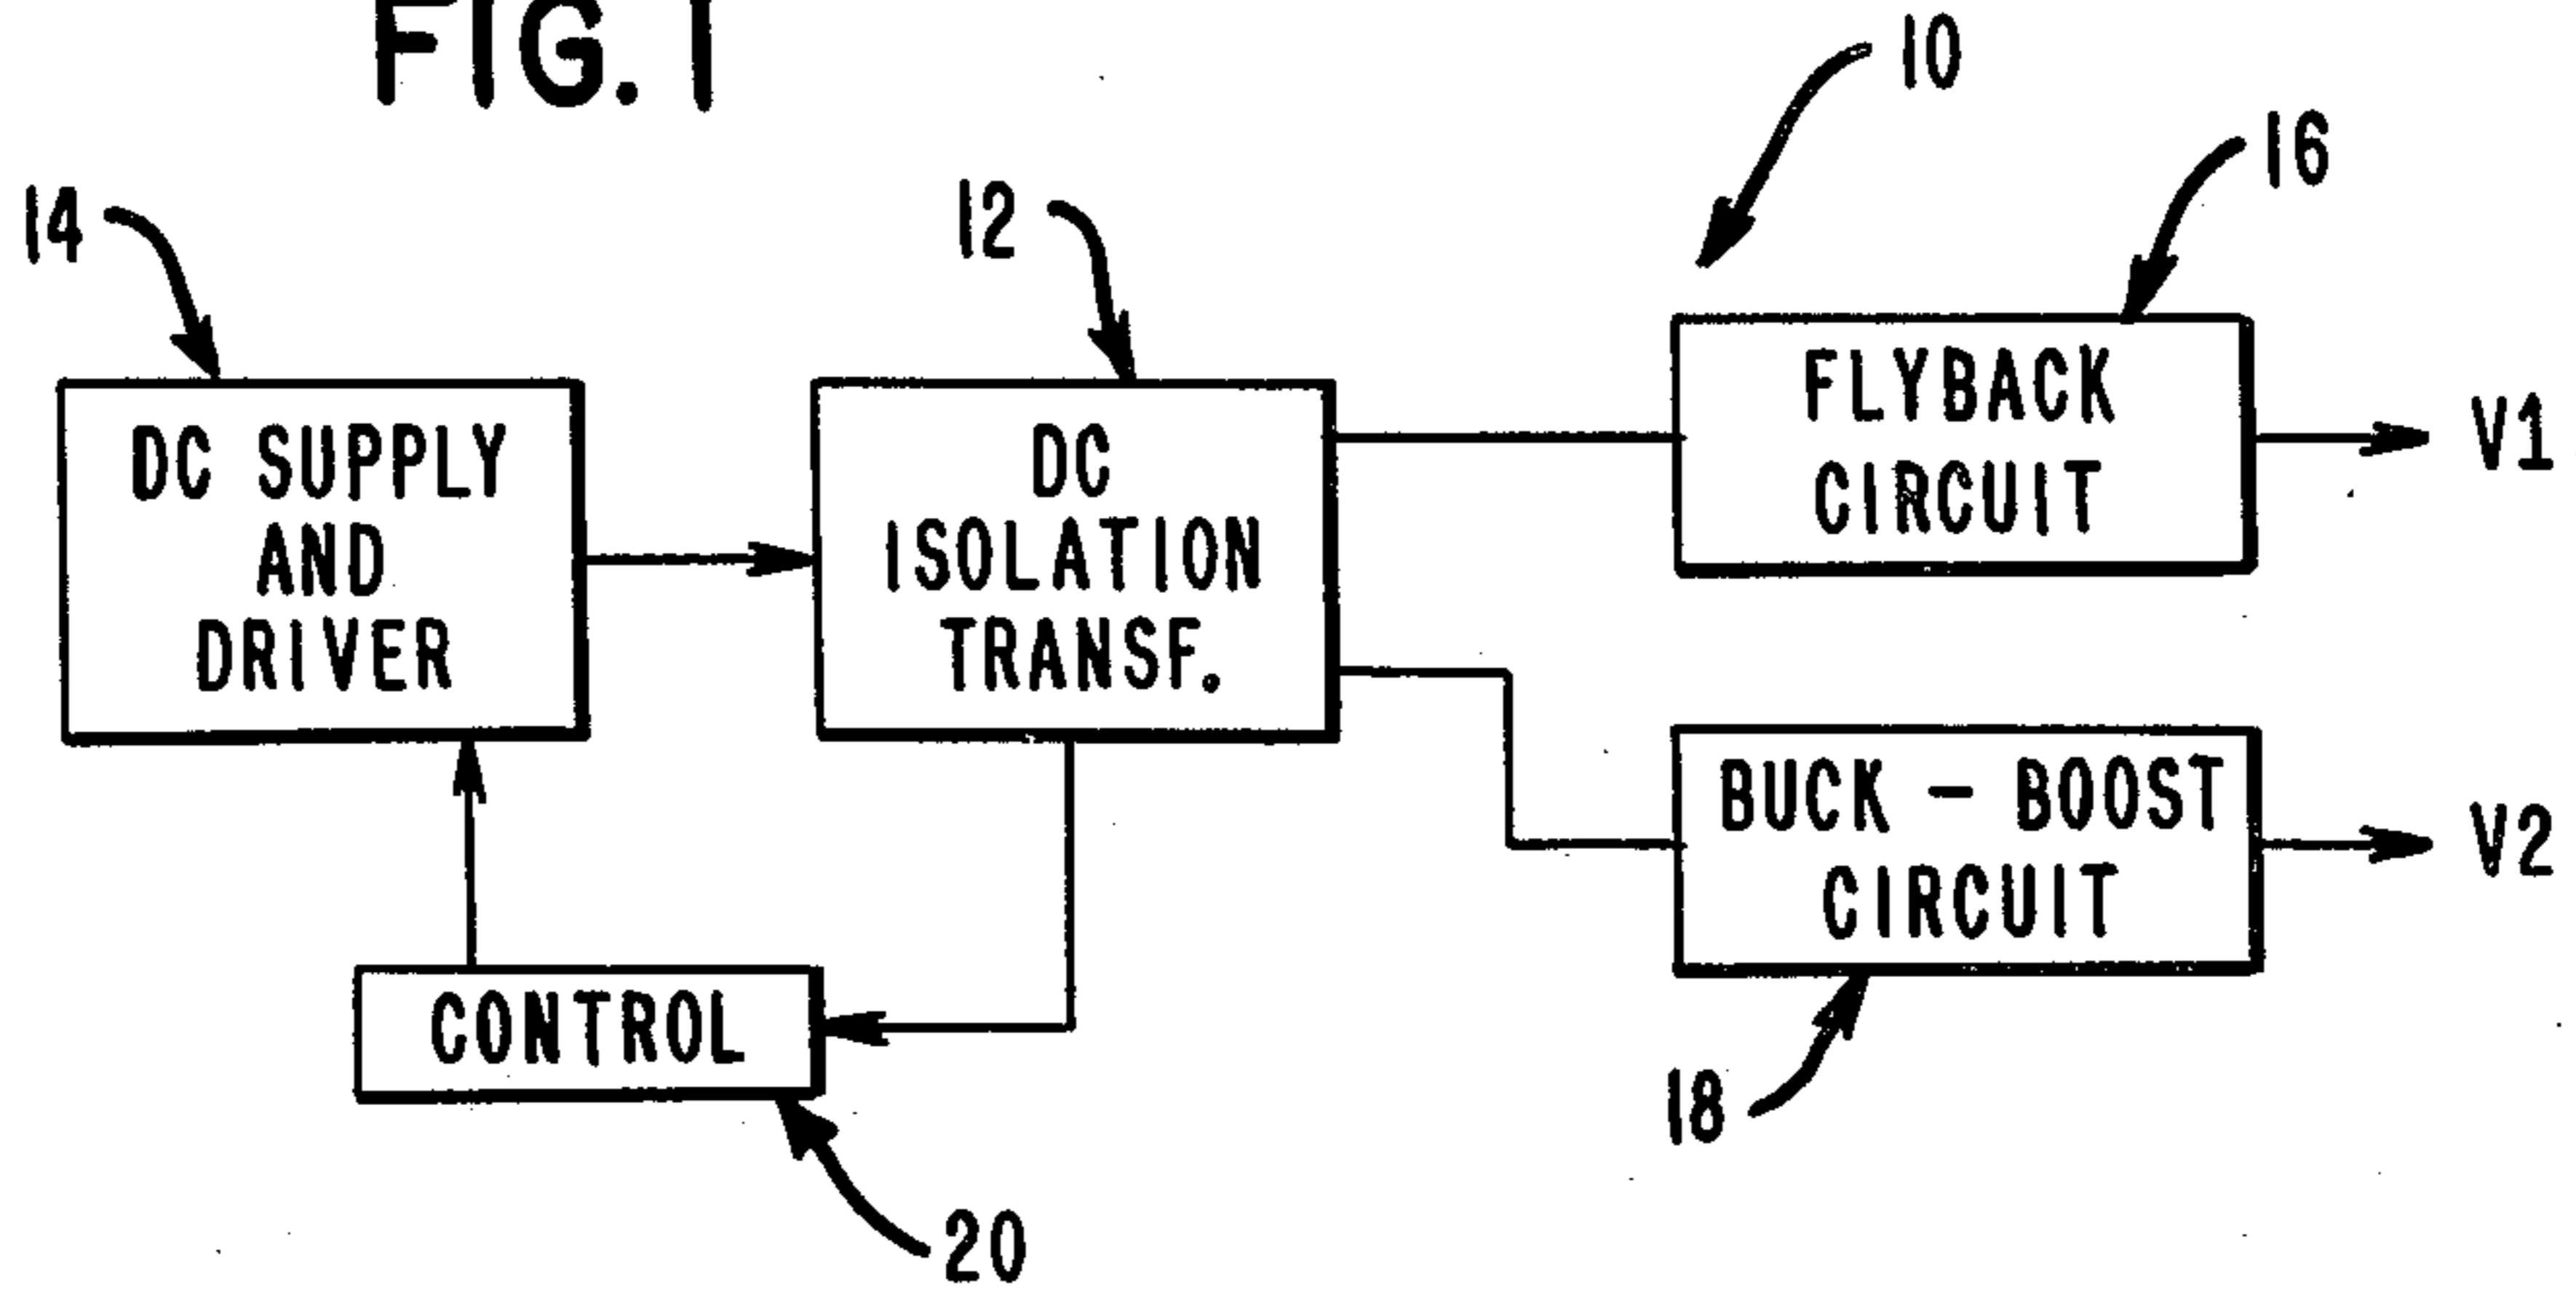 FIG. 1
10
16
14
12
DC SUPPLY
AND
DRIVER
DC
ISOLATION
TRANSF.
FLYBACK
CIRCUIT
V1
BUCK - BOOST
CIRCUIT
V2
CONTROL
18
20